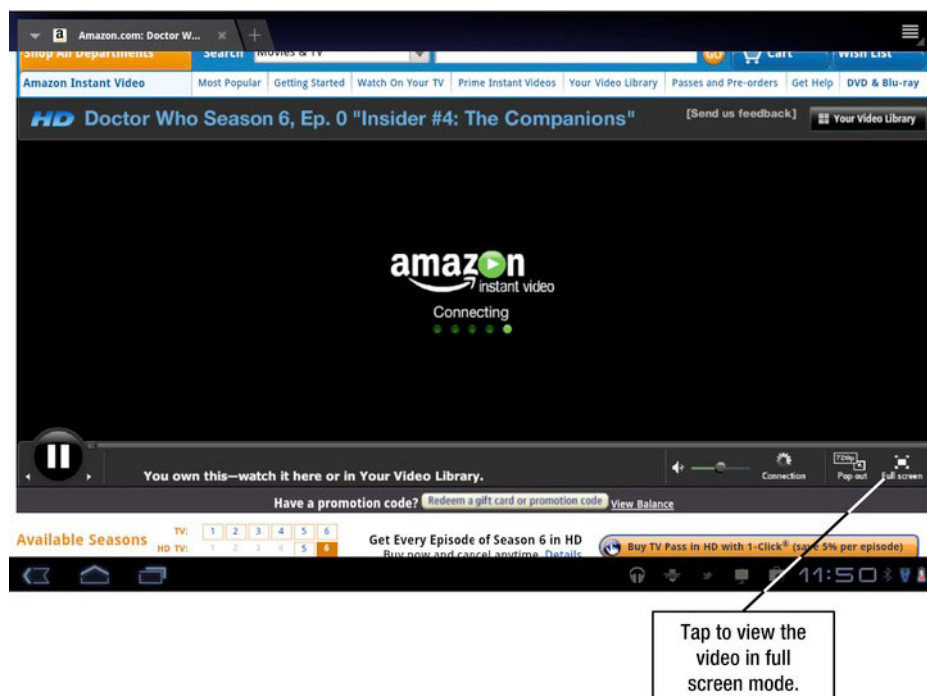 a Amazon.com: Doctor W... × +
Shop All Departments Search Movies & TV GO Cart Wish List
Amazon Instant Video Most Popular Getting Started Watch On Your TV Prime Instant Videos Your Video Library Passes and Pre-orders Get Help DVD & Blu-ray
HD Doctor Who Season 6, Ep. 0 "Insider #4: The Companions" [Send us feedback] Your Video Library
amazon
instant video
Connecting
You own this—watch it here or in Your Video Library. Connection 720p Pop out Full screen
Have a promotion code? Redeem a gift card or promotion code View Balance
Available Seasons TV: 1 2 3 4 5 6 Get Every Episode of Season 6 in HD Buy TV Pass in HD with 1-Click® (save 5% per episode)
HD TV: 1 2 3 4 5 6 Buy now and cancel anytime. Details
11:50
Tap to view the
video in full
screen mode.